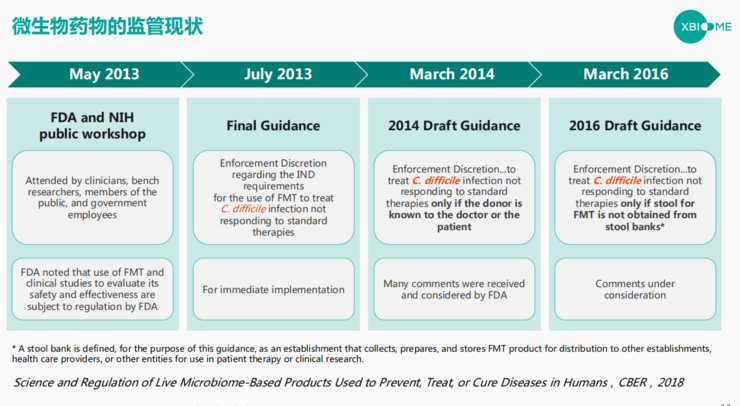 微生物药物的监管现状
XBIOME
May 2013
July 2013
March 2014
March 2016
FDA and NIH
public workshop
Attended by clinicians, bench
researchers, members of the
public, and government
employees
FDA noted that use of FMT and
clinical studies to evaluate its
safety and effectiveness are
subject to regulation by FDA
Final Guidance
Enforcement Discretion
regarding the IND
requirements
for the use of FMT to treat
C. difficile infection not
responding to standard
therapies
For immediate implementation
2014 Draft Guidance
Enforcement Discretion...to
treat C. difficile infection not
responding to standard
therapies only if the donor is
known to the doctor or the
patient
Many comments were received
and considered by FDA
2016 Draft Guidance
Enforcement Discretion...to
treat C. difficile infection not
responding to standard
therapies only if stool for
FMT is not obtained from
stool banks*
Comments under
consideration
* A stool bank is defined, for the purpose of this guidance, as an establishment that collects, prepares, and stores FMT product for distribution to other establishments,
health care providers, or other entities for use in patient therapy or clinical research.
Science and Regulation of Live Microbiome-Based Products Used to Prevent, Treat, or Cure Diseases in Humans，CBER，2018